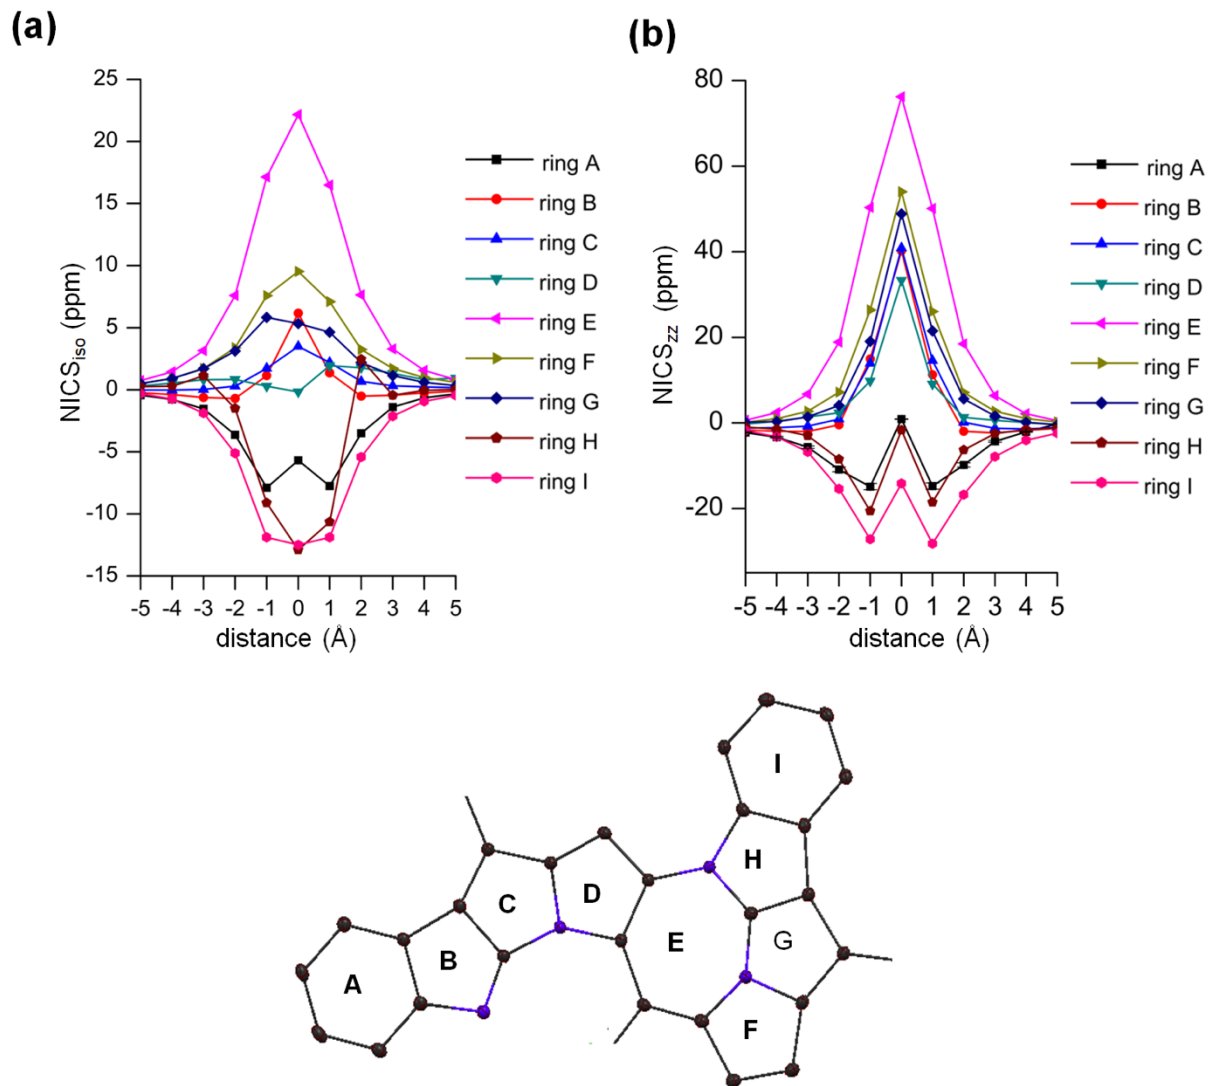 (a)
25
20
15
10
5
0
-5
-10
-15
NICSiso (ppm)
-5 -4 -3 -2 -1 0 1 2 3 4 5
distance (Å)
ring A
ring B
ring C
ring D
ring E
ring F
ring G
ring H
ring I
(b)
80
60
40
20
0
-20
NICSzz (ppm)
-5 -4 -3 -2 -1 0 1 2 3 4 5
distance (Å)
ring A
ring B
ring C
ring D
ring E
ring F
ring G
ring H
ring I
I
H
C
D
G
E
B
A
F